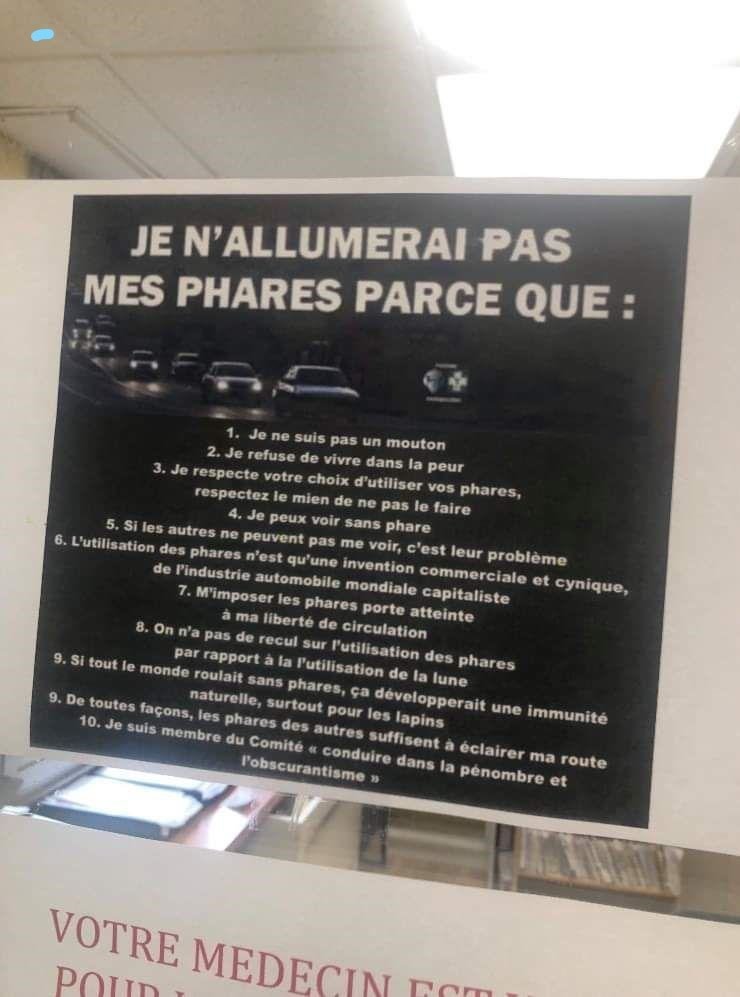 JE N'ALLUMERAI PAS
MES PHARES PARCE QUE :
1. Je ne suis pas un mouton
2. Je refuse de vivre dans la peur
3. Je respecte votre choix d'utiliser vos phares,
respectez le mien de ne pas le faire
4. Je peux voir sans phare
5. Si les autres ne peuvent pas me voir, c'est leur problème
6. L'utilisation des phares n'est qu'une invention commerciale et cynique,
de l'industrie automobile mondiale capitaliste
7. M'imposer les phares porte atteinte
à ma liberté de circulation
8. On n'a pas de recul sur l'utilisation des phares
par rapport à la l'utilisation de la lune
9. Si tout le monde roulait sans phares, ça développerait une immunité
naturelle, surtout pour les lapins
9. De toutes façons, les phares des autres suffisent à éclairer ma route
10. Je suis membre du Comité « conduire dans la pénombre et
l'obscurantisme »
VOTRE MEDECIN EST
POUR